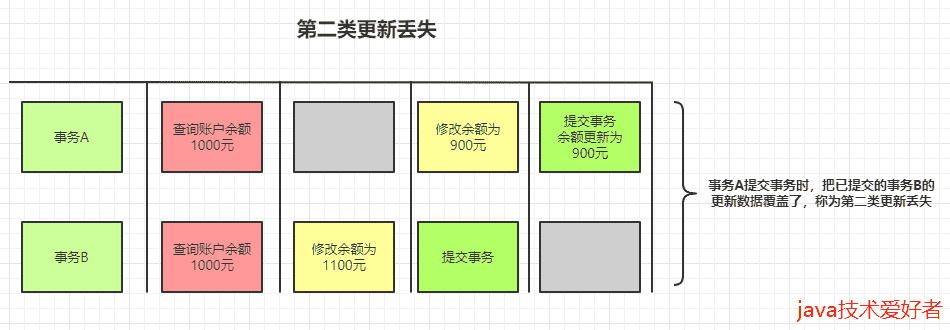 第二类更新丢失
事务A
查询账户余额
1000元
修改余额为
900元
提交事务
余额更新为
900元
事务B
查询账户余额
1000元
修改余额为
1100元
提交事务
事务A提交事务时，把已提交的事务B的
更新数据覆盖了，称为第二类更新丢失
java技术爱好者